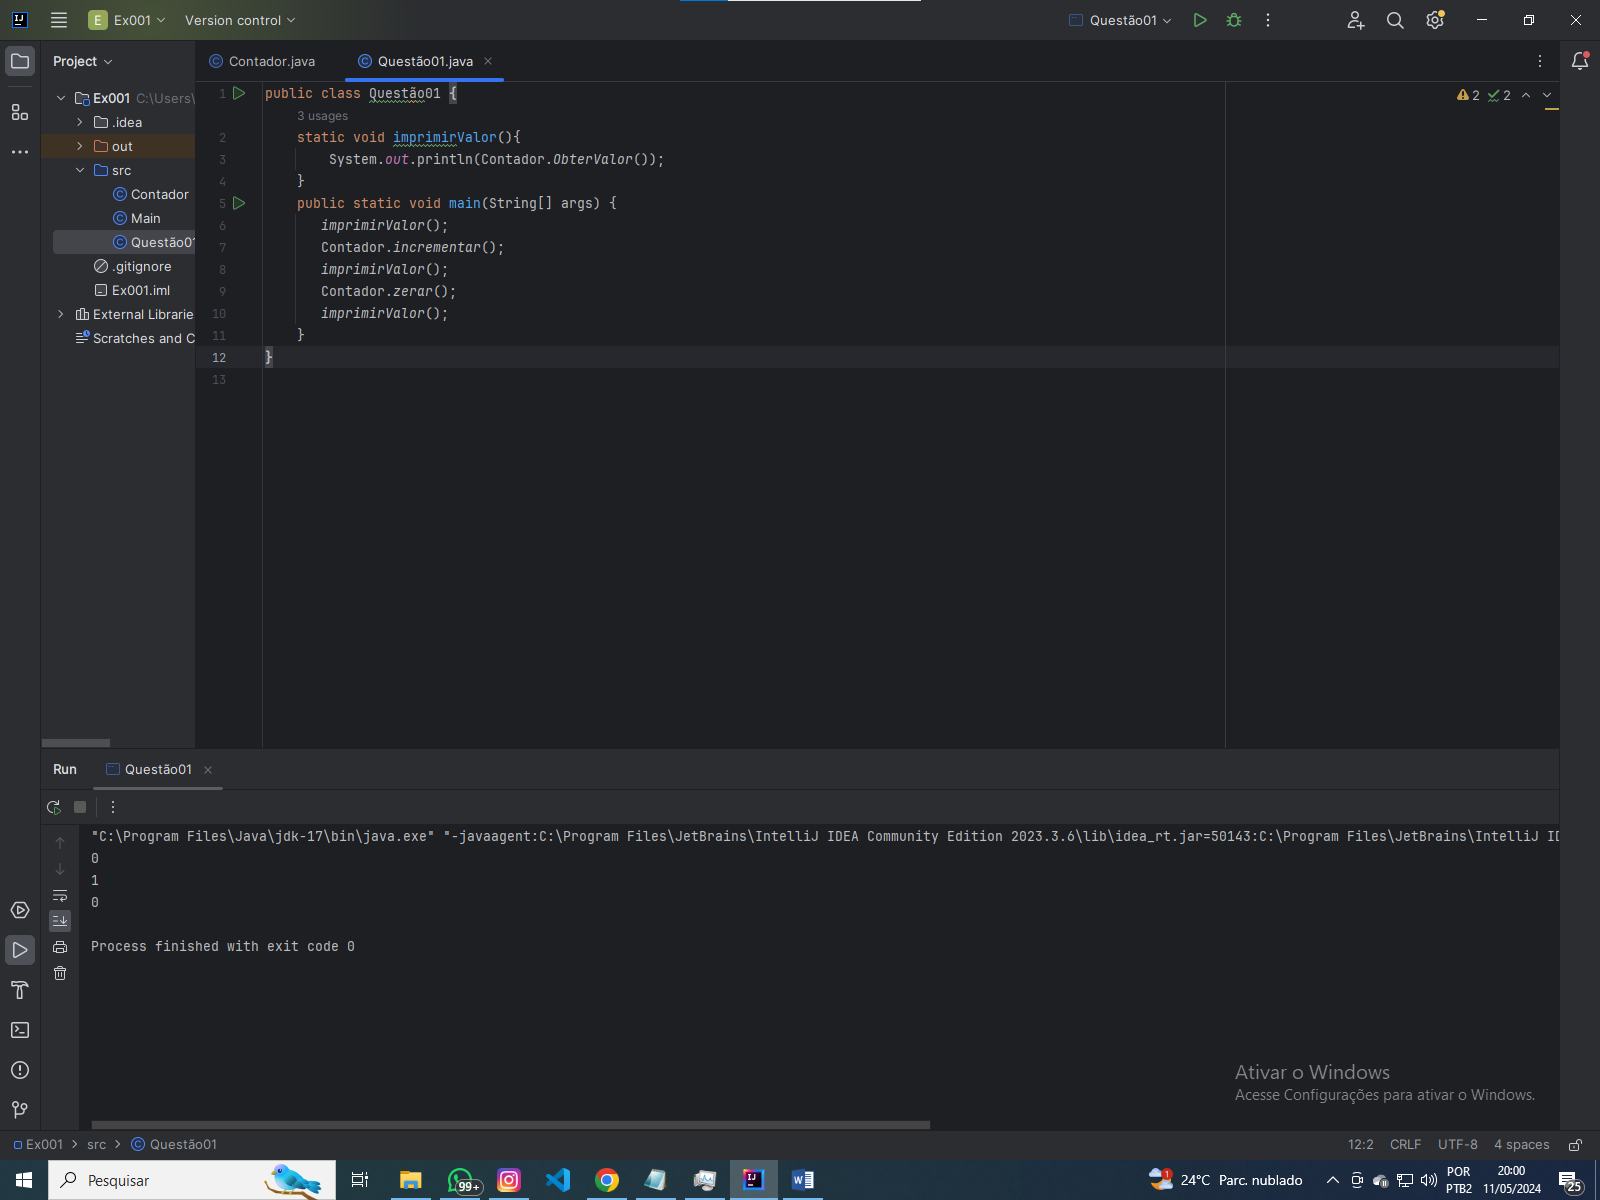 Ex001
Version control
Questão01
Project
Contador.java
Questão01.java
Ex001 C:\Users\
.idea
out
src
Contador
Main
Questão01
.gitignore
Ex001.iml
External Librarie
Scratches and C
1 public class Questão01 {
3 usages
2 static void imprimirValor(){
3 System.out.println(Contador.ObterValor());
4 }
5 public static void main(String[] args) {
6 imprimirValor();
7 Contador.incrementar();
8 imprimirValor();
9 Contador.zerar();
10 imprimirValor();
11 }
12 }
13
2 2
Run
Questão01
"C:\Program Files\Java\jdk-17\bin\java.exe" "-javaagent:C:\Program Files\JetBrains\IntelliJ IDEA Community Edition 2023.3.6\lib\idea_rt.jar=50143:C:\Program Files\JetBrains\IntelliJ ID
0
1
0
Process finished with exit code 0
Ativar o Windows
Acesse Configurações para ativar o Windows.
Ex001 > src > Questão01
12:2 CRLF UTF-8 4 spaces
Pesquisar
99+
1
24°C Parc. nublado
POR
PTB2
20:00
11/05/2024
25